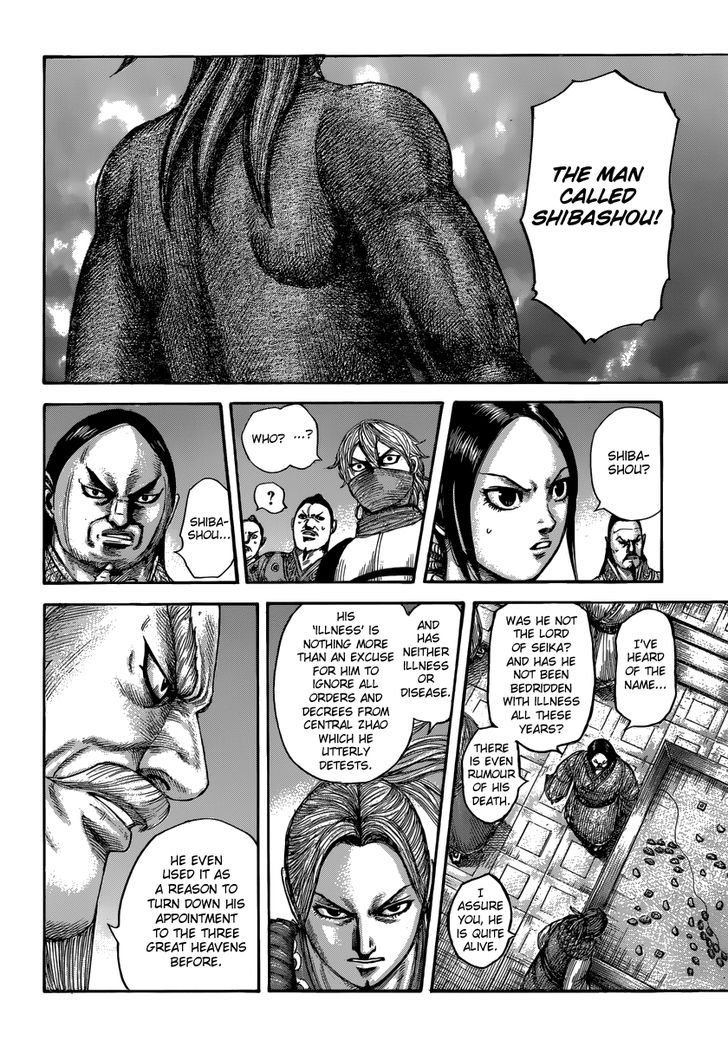 THE MAN
CALLED
SHIBASHOU!
SHIBA-
SHOU?
...?
WHO?
?
SHIBA-
SHOU...
I'VE
HEARD OF
THE
NAME...
WAS HE
NOT THE
LORD OF
SEIKA?
AND HAS HE
NOT BEEN
BEDRIDDEN
WITH ILLNESS
ALL THESE
YEARS?
THERE
IS EVEN
RUMOUR
OF HIS
DEATH.
I
ASSURE
YOU, HE
IS QUITE
ALIVE.
AND
HAS
NEITHER
ILLNESS
OR
DISEASE.
HIS
'ILLNESS' IS
NOTHING MORE
THAN AN EXCUSE
FOR HIM TO
IGNORE ALL
ORDERS AND
DECREES FROM
CENTRAL ZHAO
WHICH HE
UTTERLY
DETESTS.
HE EVEN
USED IT AS
A REASON TO
TURN DOWN HIS
APPOINTMENT
TO THE THREE
GREAT HEAVENS
BEFORE.